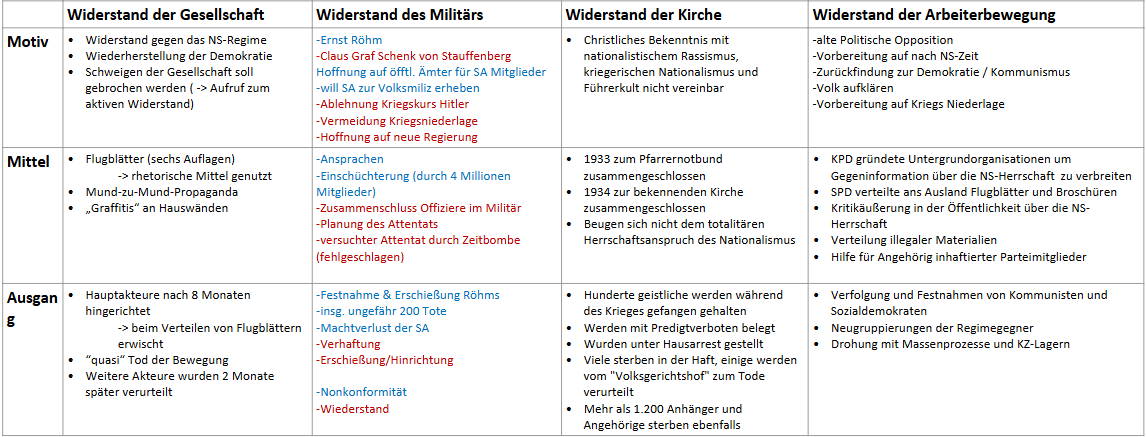 Widerstand der Gesellschaft
Widerstand des Militärs
Widerstand der Kirche
Widerstand der Arbeiterbewegung
Motiv
• Widerstand gegen das NS-Regime
• Wiederherstellung der Demokratie
• Schweigen der Gesellschaft soll
gebrochen werden ( -> Aufruf zum
aktiven Widerstand)
-Ernst Röhm
-Claus Graf Schenk von Stauffenberg
Hoffnung auf öfftl. Ämter für SA Mitglieder
-will SA zur Volksmiliz erheben
-Ablehnung Kriegskurs Hitler
-Vermeidung Kriegsniederlage
-Hoffnung auf neue Regierung
• Christliches Bekenntnis mit
nationalistischem Rassismus,
kriegerischen Nationalismus und
Führerkult nicht vereinbar
-alte Politische Opposition
-Vorbereitung auf nach NS-Zeit
-Zurückfindung zur Demokratie / Kommunismus
-Volk aufklären
-Vorbereitung auf Kriegs Niederlage
Mittel
• Flugblätter (sechs Auflagen)
-> rhetorische Mittel genutzt
• Mund-zu-Mund-Propaganda
• „Graffitis“ an Hauswänden
-Ansprachen
-Einschüchterung (durch 4 Millionen
Mitglieder)
-Zusammenschluss Offiziere im Militär
-Planung des Attentats
-versuchter Attentat durch Zeitbombe
(fehlgeschlagen)
• 1933 zum Pfarrernotbund
zusammengeschlossen
• 1934 zur bekennenden Kirche
zusammengeschlossen
• Beugen sich nicht dem totalitären
Herrschaftsanspruch des Nationalismus
• KPD gründete Untergrundorganisationen um
Gegeninformation über die NS-Herrschaft zu verbreiten
• SPD verteilte ans Ausland Flugblätter und Broschüren
• Kritikäußerung in der Öffentlichkeit über die NS-
Herrschaft
• Verteilung illegaler Materialien
• Hilfe für Angehörig inhaftierter Parteimitglieder
Ausgan
g
• Hauptakteure nach 8 Monaten
hingerichtet
-> beim Verteilen von Flugblättern
erwischt
• “quasi“ Tod der Bewegung
• Weitere Akteure wurden 2 Monate
später verurteilt
-Festnahme & Erschießung Röhms
-insg. ungefähr 200 Tote
-Machtverlust der SA
-Verhaftung
-Erschießung/Hinrichtung
-Nonkonformität
-Wiederstand
• Hunderte geistliche werden während
des Krieges gefangen gehalten
• Werden mit Predigtverboten belegt
• Wurden unter Hausarrest gestellt
• Viele sterben in der Haft, einige werden
vom "Volksgerichtshof" zum Tode
verurteilt
• Mehr als 1.200 Anhänger und
Angehörige sterben ebenfalls
• Verfolgung und Festnahmen von Kommunisten und
Sozialdemokraten
• Neugruppierungen der Regimegegner
• Drohung mit Massenprozesse und KZ-Lagern